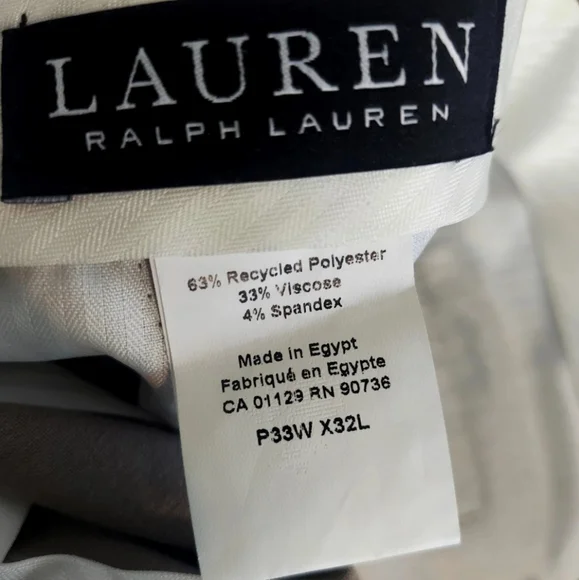 LAUREN
RALPH LAUREN
63% Recycled Polyester
33% Viscose
4% Spandex
Made in Egypt
Fabriqué en Egypte
CA 01129 RN 90736
P33W X32L